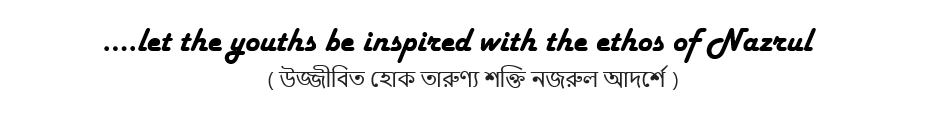 ....let the youths be inspired with the ethos of Nazrul
( উজ্জীবিত হোক তারুণ্য শক্তি নজরুল আদর্শে )